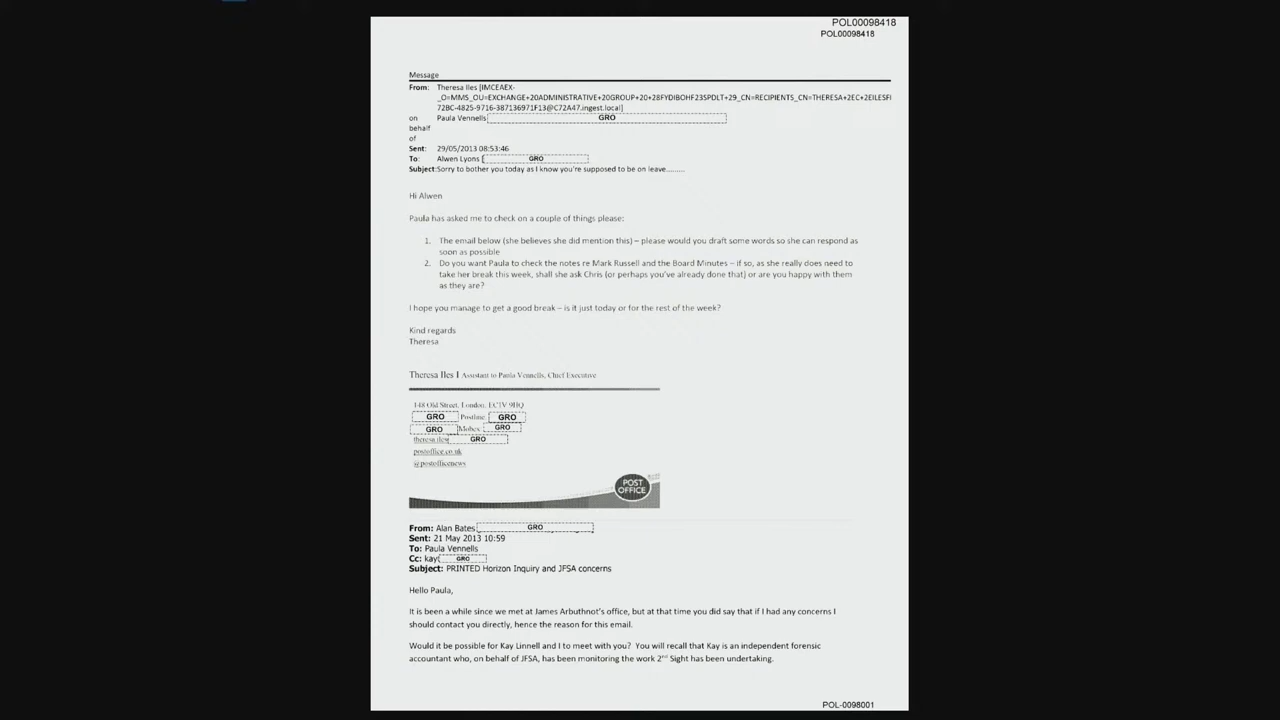 POL00098418
POL00098418
Message
From: Theresa Iles [IMCEAEX-
_O=MMS_OU=EXCHANGE+20ADMINISTRATIVE+20GROUP+20+28FYDIBOHF23SPDLT+29_CN=RECIPIENTS_CN=THERESA+2EC+2EILESFI
72BC-4825-9716-387136971F13@C72A47.ingest.local]
on Paula Vennells GRO
behalf
of
Sent: 29/05/2013 08:53:46
To: Alwen Lyons [ GRO
Subject: Sorry to bother you today as I know you're supposed to be on leave.........
Hi Alwen
Paula has asked me to check on a couple of things please:
1. The email below (she believes she did mention this) – please would you draft some words so she can respond as
soon as possible
2. Do you want Paula to check the notes re Mark Russell and the Board Minutes – if so, as she really does need to
take her break this week, shall she ask Chris (or perhaps you've already done that) or are you happy with them
as they are?
I hope you manage to get a good break – is it just today or for the rest of the week?
Kind regards
Theresa
Theresa Iles I Assistant to Paula Vennells, Chief Executive
148 Old Street, London, EC1V 9HQ
GRO Postline: GRO
GRO Mobex: GRO
theresa.iles GRO
postoffice.co.uk
@postofficenews
POST
OFFICE
From: Alan Bates GRO
Sent: 21 May 2013 10:59
To: Paula Vennells
Cc: kay GRO
Subject: PRINTED Horizon Inquiry and JFSA concerns
Hello Paula,
It is been a while since we met at James Arbuthnot's office, but at that time you did say that if I had any concerns I
should contact you directly, hence the reason for this email.
Would it be possible for Kay Linnell and I to meet with you? You will recall that Kay is an independent forensic
accountant who, on behalf of JFSA, has been monitoring the work 2nd Sight has been undertaking.
POL-0098001